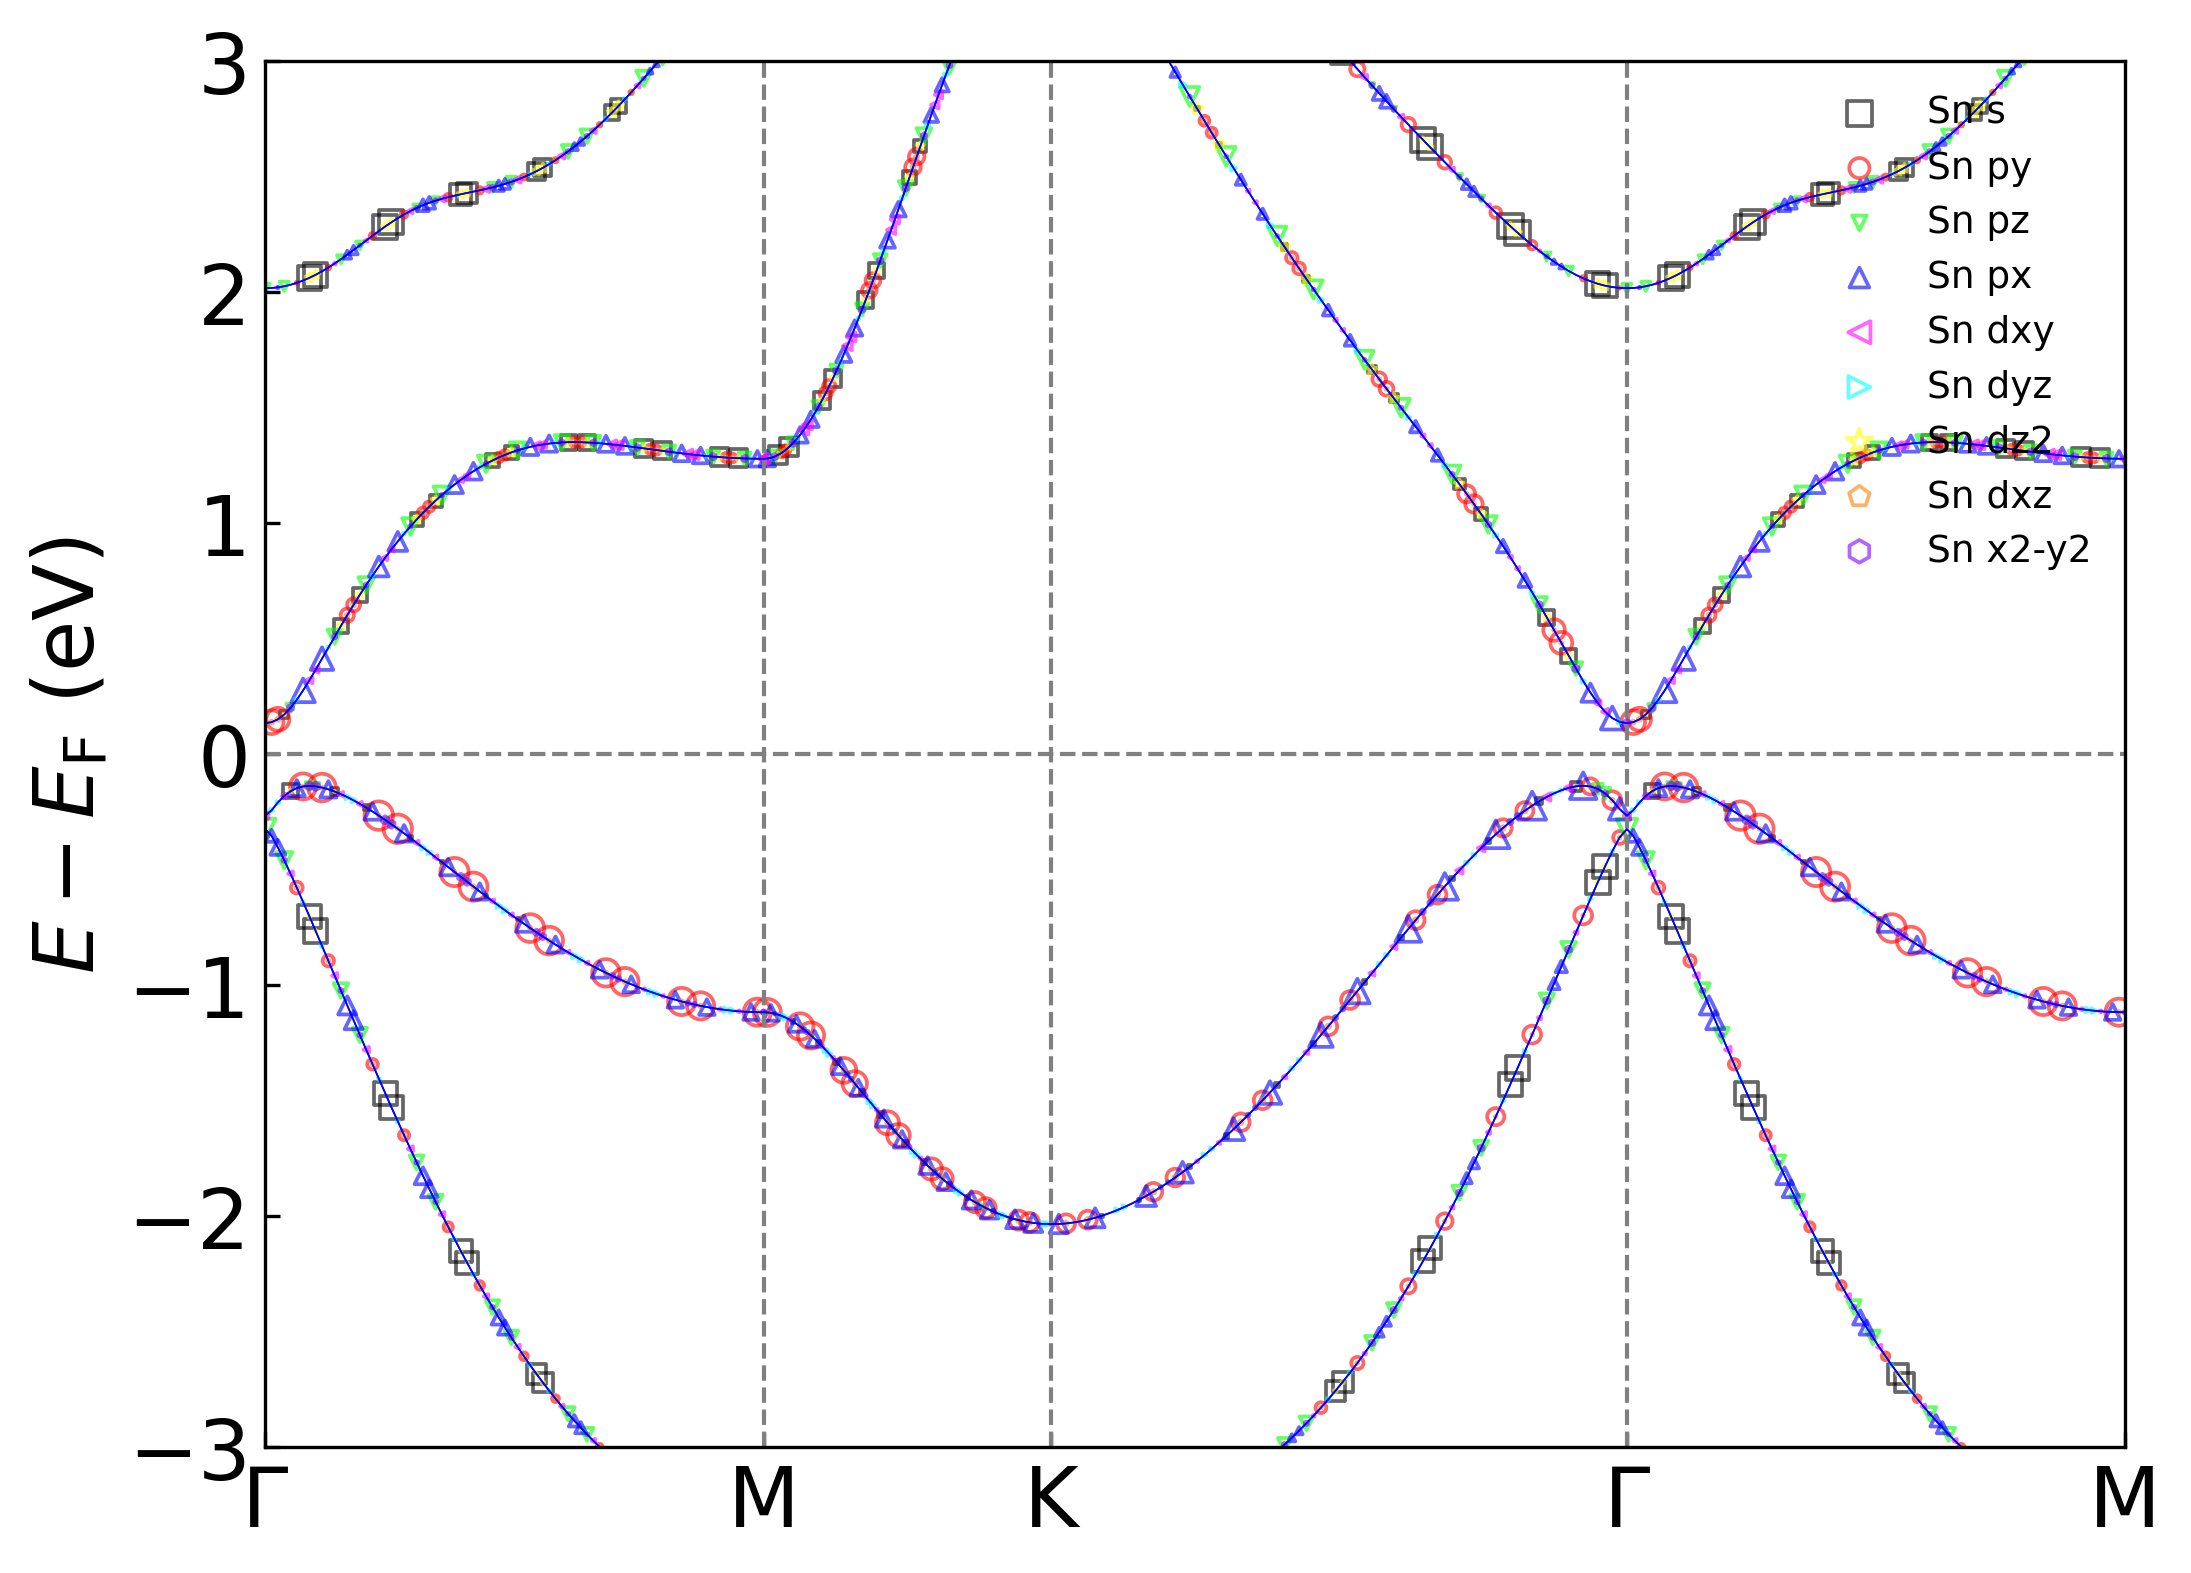 3
2
1
0
−1
−2
−3
E − E_F (eV)
Γ M K Γ M
Sn s
Sn py
Sn pz
Sn px
Sn dxy
Sn dyz
Sn dz2
Sn dxz
Sn x2-y2